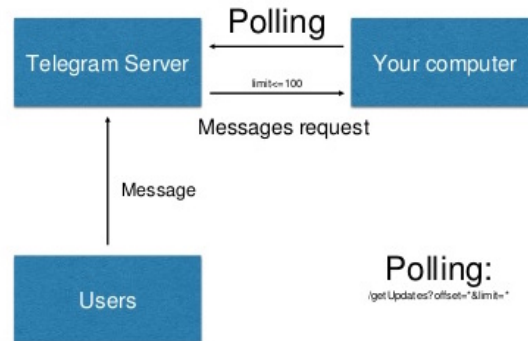 Polling
Telegram Server
Your computer
limit<=100
Messages request
Message
Users
Polling:
/getUpdates?offset=*&limit=*